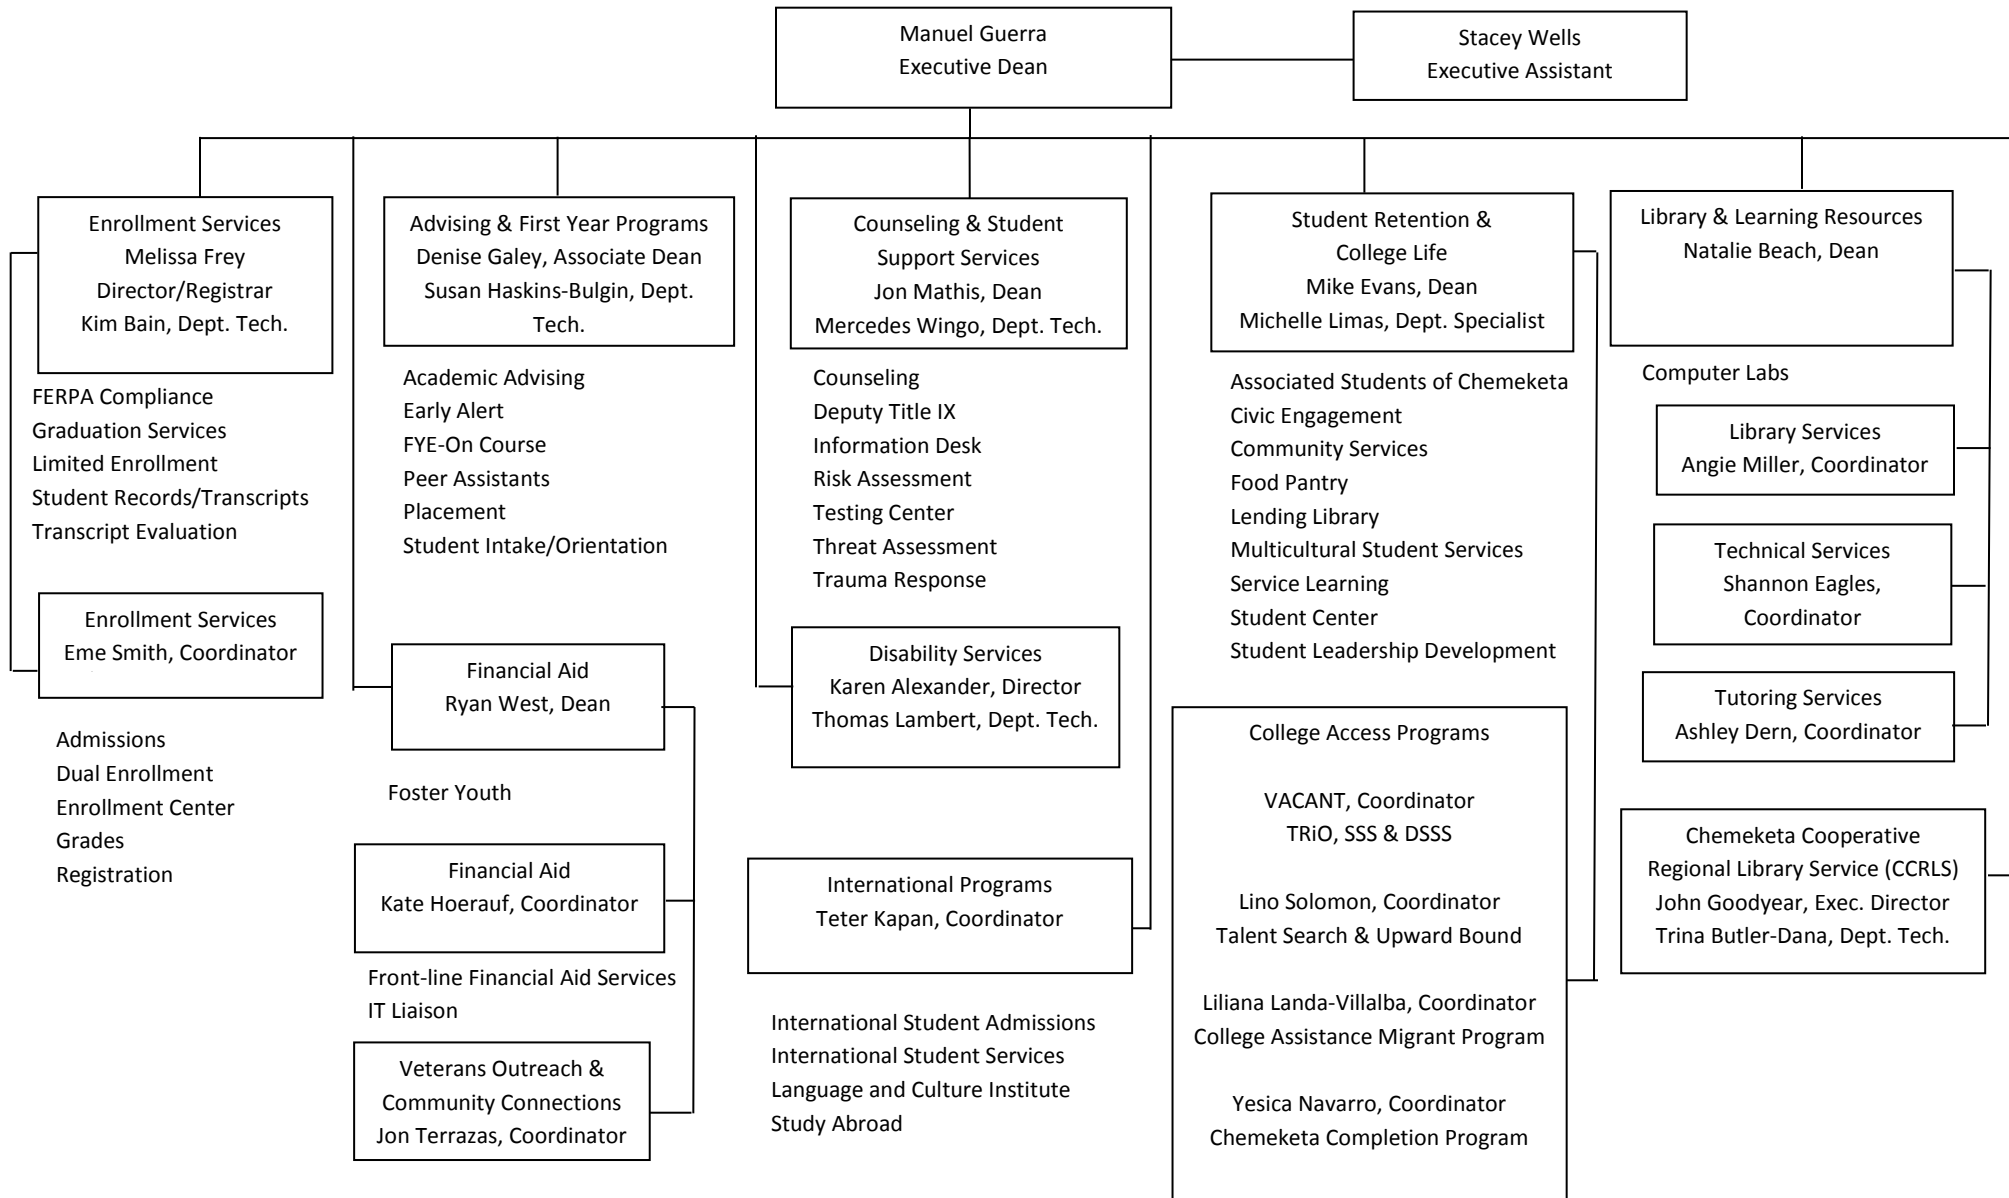 Manuel Guerra
Executive Dean
Stacey Wells
Executive Assistant
Enrollment Services
Melissa Frey
Director/Registrar
Kim Bain, Dept. Tech.
FERPA Compliance
Graduation Services
Limited Enrollment
Student Records/Transcripts
Transcript Evaluation
Enrollment Services
Eme Smith, Coordinator
Admissions
Dual Enrollment
Enrollment Center
Grades
Registration
Advising & First Year Programs
Denise Galey, Associate Dean
Susan Haskins-Bulgin, Dept.
Tech.
Academic Advising
Early Alert
FYE-On Course
Peer Assistants
Placement
Student Intake/Orientation
Financial Aid
Ryan West, Dean
Foster Youth
Financial Aid
Kate Hoerauf, Coordinator
Front-line Financial Aid Services
IT Liaison
Veterans Outreach &
Community Connections
Jon Terrazas, Coordinator
Counseling & Student
Support Services
Jon Mathis, Dean
Mercedes Wingo, Dept. Tech.
Counseling
Deputy Title IX
Information Desk
Risk Assessment
Testing Center
Threat Assessment
Trauma Response
Disability Services
Karen Alexander, Director
Thomas Lambert, Dept. Tech.
International Programs
Teter Kapan, Coordinator
International Student Admissions
International Student Services
Language and Culture Institute
Study Abroad
Student Retention &
College Life
Mike Evans, Dean
Michelle Limas, Dept. Specialist
Associated Students of Chemeketa
Civic Engagement
Community Services
Food Pantry
Lending Library
Multicultural Student Services
Service Learning
Student Center
Student Leadership Development
College Access Programs
VACANT, Coordinator
TRiO, SSS & DSSS
Lino Solomon, Coordinator
Talent Search & Upward Bound
Liliana Landa-Villalba, Coordinator
College Assistance Migrant Program
Yesica Navarro, Coordinator
Chemeketa Completion Program
Library & Learning Resources
Natalie Beach, Dean
Computer Labs
Library Services
Angie Miller, Coordinator
Technical Services
Shannon Eagles,
Coordinator
Tutoring Services
Ashley Dern, Coordinator
Chemeketa Cooperative
Regional Library Service (CCRLS)
John Goodyear, Exec. Director
Trina Butler-Dana, Dept. Tech.